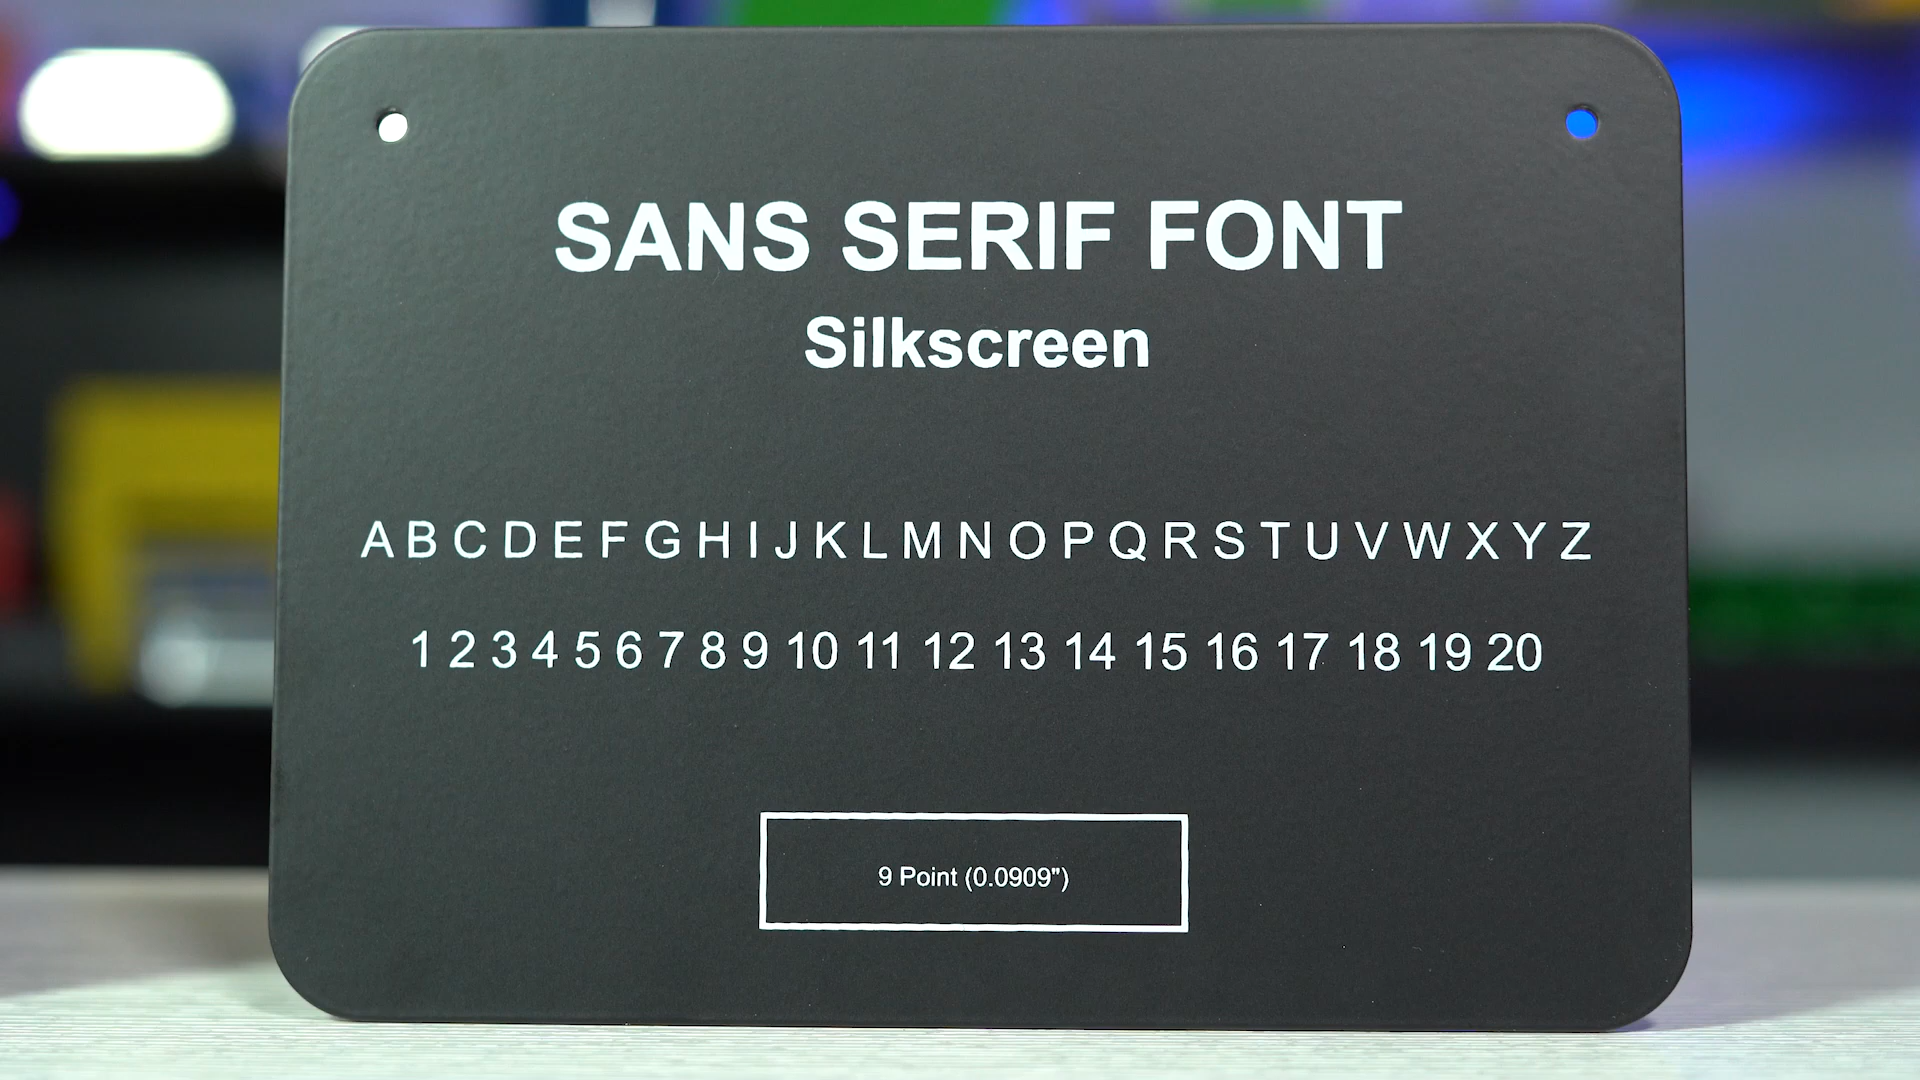 SANS SERIF FONT
Silkscreen
A B C D E F G H I J K L M N O P Q R S T U V W X Y Z
1 2 3 4 5 6 7 8 9 10 11 12 13 14 15 16 17 18 19 20
9 Point (0.0909")